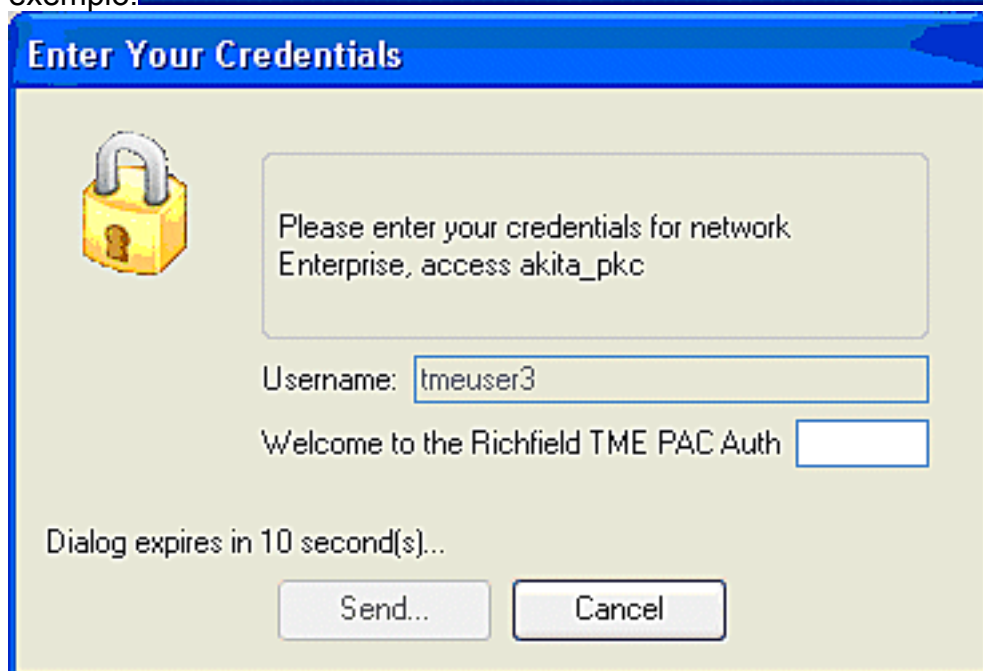 exemplo:
Enter Your Credentials
Please enter your credentials for network
Enterprise, access akita_pkc
Username: tmeuser3
Welcome to the Richfield TME PAC Auth
Dialog expires in 10 second(s)...
Send... Cancel